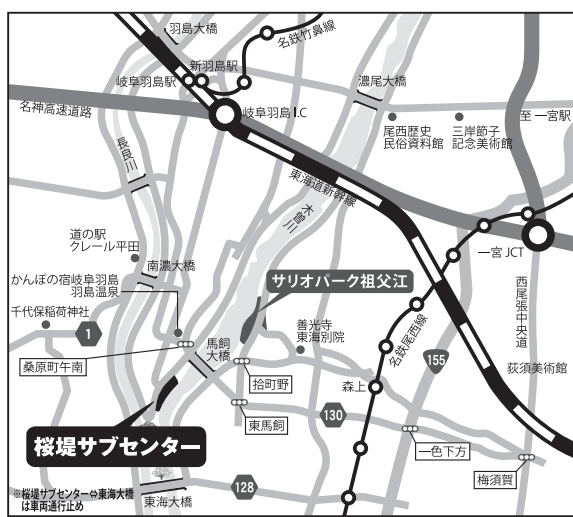 羽島大橋
名鉄竹鼻線
新羽島駅
岐阜羽島駅
濃尾大橋
名神高速道路
岐阜羽島I.C
至 一宮駅
尾西歴史
民俗資料館
三岸節子
記念美術館
長良川
東海道新幹線
木曽川
道の駅
クレール平田
南濃大橋
一宮JCT
かんぽの宿岐阜羽島
羽島温泉
サリオパーク祖父江
西尾張中央道
千代保稲荷神社
1
馬飼
大橋
善光寺
東海別院
名鉄尾西線
155
桑原町午南
拾町野
森上
荻須美術館
130
東馬飼
桜堤サブセンター
一色下方
梅須賀
128
※桜堤サブセンター⇔東海大橋
は車両通行止め
東海大橋